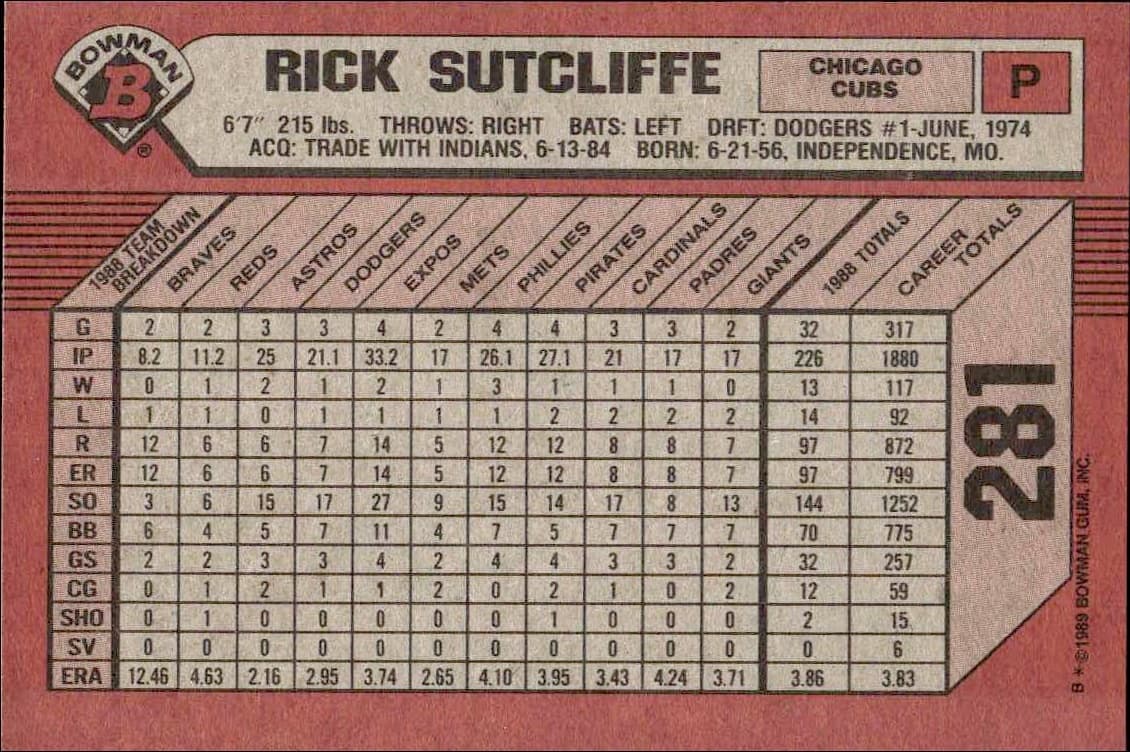 BOWMAN
B
®
RICK SUTCLIFFE
CHICAGO
CUBS
P
6'7" 215 lbs. THROWS: RIGHT BATS: LEFT DRFT: DODGERS #1-JUNE, 1974
ACQ: TRADE WITH INDIANS, 6-13-84 BORN: 6-21-56, INDEPENDENCE, MO.
1988 TEAM BREAKDOWN BRAVES REDS ASTROS DODGERS EXPOS METS PHILLIES PIRATES CARDINALS PADRES GIANTS 1988 TOTALS CAREER TOTALS
G 2 2 3 3 4 2 4 4 3 3 2 32 317
IP 8.2 11.2 25 21.1 33.2 17 26.1 27.1 21 17 17 226 1880
W 0 1 2 1 2 1 3 1 1 1 0 13 117
L 1 1 0 1 1 1 1 2 2 2 2 14 92
R 12 6 6 7 14 5 12 12 8 8 7 97 872
ER 12 6 6 7 14 5 12 12 8 8 7 97 799
SO 3 6 15 17 27 9 15 14 17 8 13 144 1252
BB 6 4 5 7 11 4 7 5 7 7 7 70 775
GS 2 2 3 3 4 2 4 4 3 3 2 32 257
CG 0 1 2 1 1 2 0 2 1 0 2 12 59
SHO 0 1 0 0 0 0 0 1 0 0 0 2 15
SV 0 0 0 0 0 0 0 0 0 0 0 0 6
ERA 12.46 4.63 2.16 2.95 3.74 2.65 4.10 3.95 3.43 4.24 3.71 3.86 3.83
281
B*©1989 BOWMAN GUM, INC.